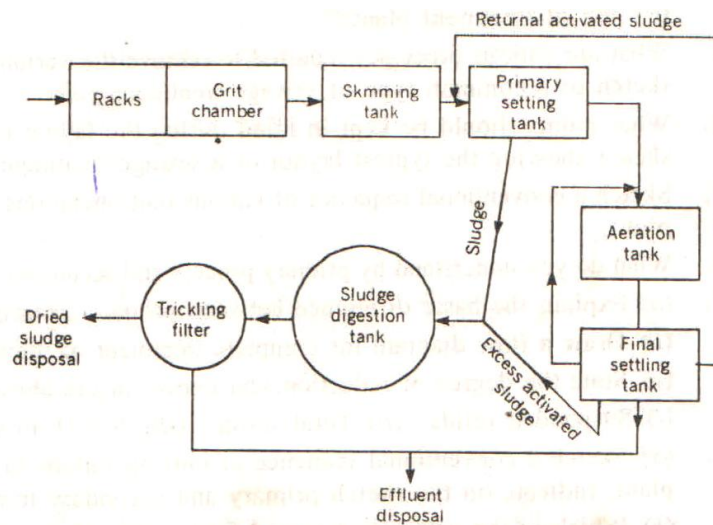 Returnal activated sludge
Racks
Grit
chamber
Skmming
tank
Primary
setting
tank
Sludge
Aeration
tank
Final
settling
tank
Excess activated
sludge
Sludge
digestion
tank
Trickling
filter
Dried
sludge
disposal
Effluent
disposal